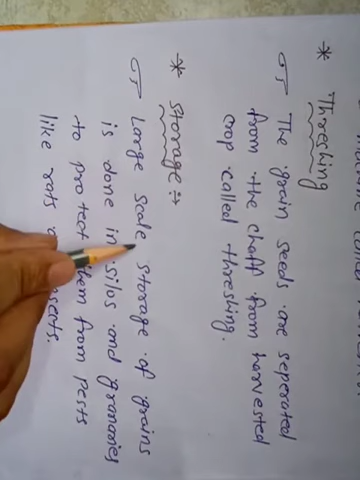 * Threshing
The grain seeds are seperated
from the chaff from harvested
crop called threshing.
* Storage :-
Large scale storage of grains
is done in silos and granaries
to protect them from pests
like rats